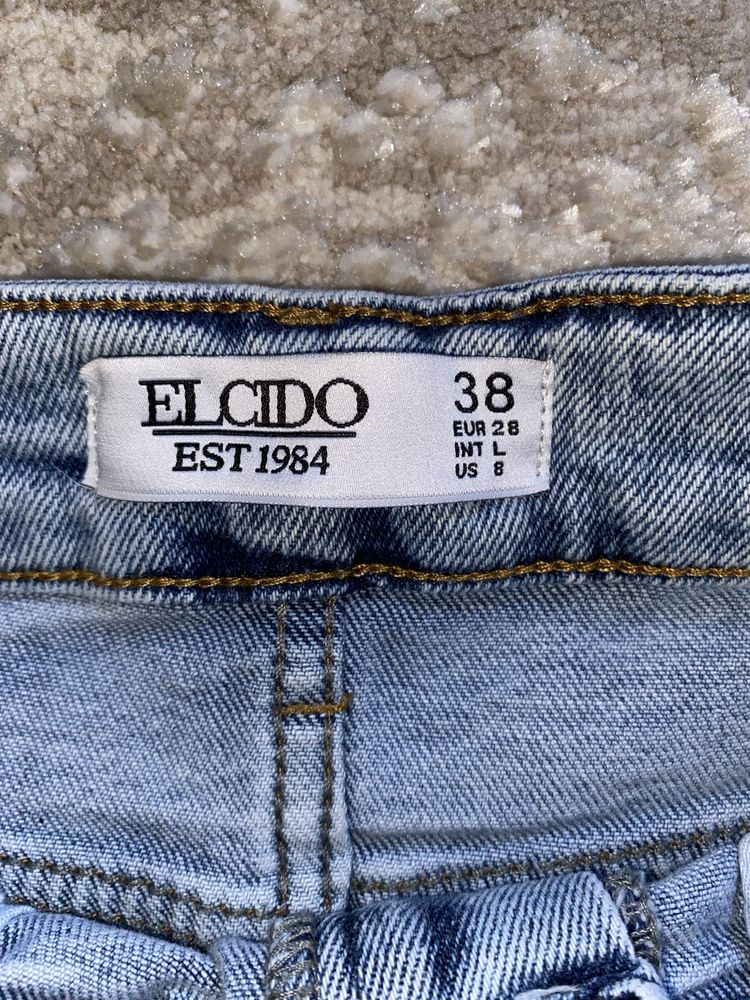 ELCIDO
EST 1984
38
EUR 28
INT L
US 8